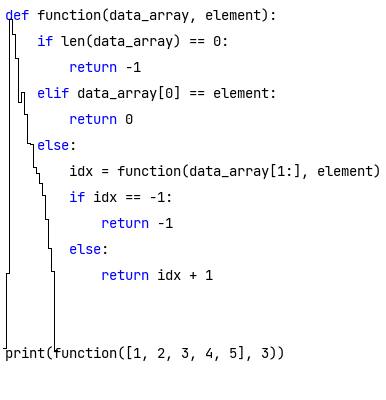 def function(data_array, element):
    if len(data_array) == 0:
        return -1
    elif data_array[0] == element:
        return 0
    else:
        idx = function(data_array[1:], element)
        if idx == -1:
            return -1
        else:
            return idx + 1
print(function([1, 2, 3, 4, 5], 3))